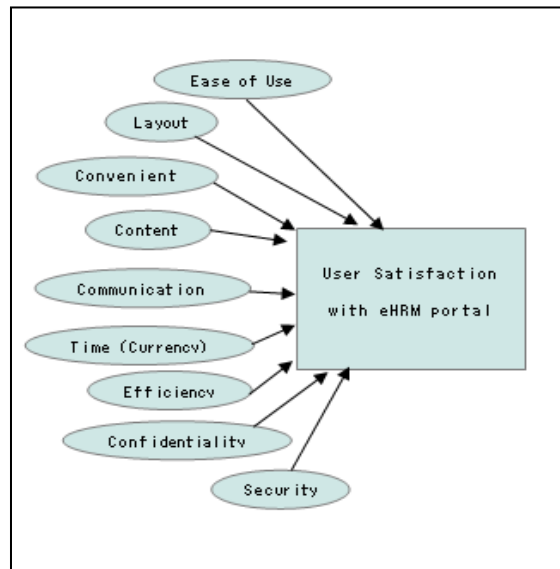 Ease of Use
Layout
Convenient
Content
Communication
Time (Currency)
Efficiency
Confidentiality
Security
User Satisfaction
with eHRM portal